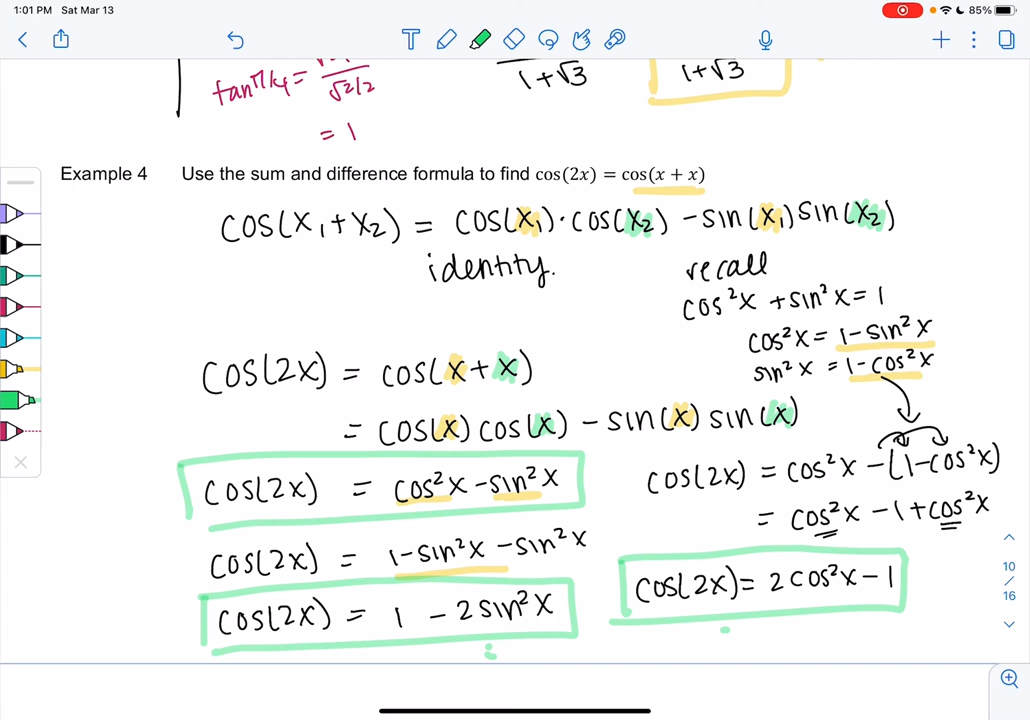 1:01 PM Sat Mar 13
85%
tan π/4 = √2/2
= 1
1+√3
1+√3
Example 4 Use the sum and difference formula to find cos(2x) = cos(x + x)
cos(x₁+x₂) = cos(x₁)·cos(x₂) -sin(x₁)sin(x₂)
identity.
recall
cos²x +sin²x=1
cos²x= 1-sin²x
sin²x = 1-cos²x
cos(2x) = cos(x+x)
= cos(x)cos(x) - sin(x) sin(x)
cos(2x) = cos²x -sin²x
cos(2x) = 1-sin²x -sin²x
cos(2x) = 1 - 2sin²x
cos(2x) = cos²x -(1-cos²x)
= cos²x -1+cos²x
cos(2x)= 2cos²x -1
10
/
16